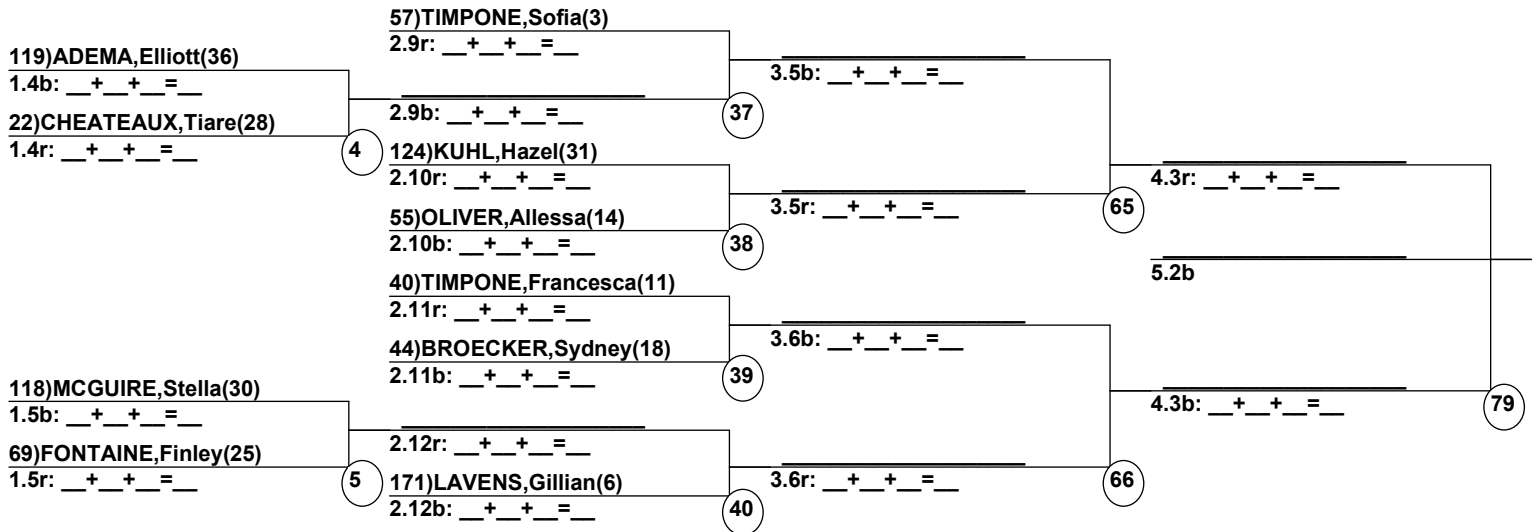 119)ADEMA,Elliott(36)
1.4b: __+__+__=__
22)CHEATEAUX,Tiare(28)
1.4r: __+__+__=__
4
118)MCGUIRE,Stella(30)
1.5b: __+__+__=__
69)FONTAINE,Finley(25)
1.5r: __+__+__=__
5
57)TIMPONE,Sofia(3)
2.9r: __+__+__=__
2.9b: __+__+__=__
37
124)KUHL,Hazel(31)
2.10r: __+__+__=__
55)OLIVER,Allessa(14)
2.10b: __+__+__=__
38
40)TIMPONE,Francesca(11)
2.11r: __+__+__=__
44)BROECKER,Sydney(18)
2.11b: __+__+__=__
39
2.12r: __+__+__=__
171)LAVENS,Gillian(6)
2.12b: __+__+__=__
40
3.5b: __+__+__=__
3.5r: __+__+__=__
65
3.6b: __+__+__=__
3.6r: __+__+__=__
66
4.3r: __+__+__=__
4.3b: __+__+__=__
79
5.2b